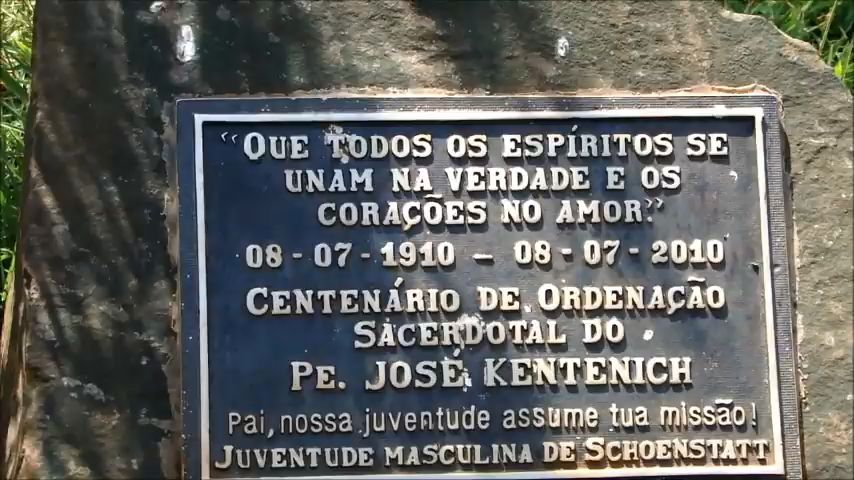 “QUE TODOS OS ESPÍRITOS SE
UNAM NA VERDADE E OS
CORAÇÕES NO AMOR.”
08-07-1910 - 08-07-2010
CENTENÁRIO DE ORDENAÇÃO
SACERDOTAL DO
PE. JOSÉ KENTENICH
Pai, nossa juventude assume tua missão!
JUVENTUDE MASCULINA DE SCHOENSTATT